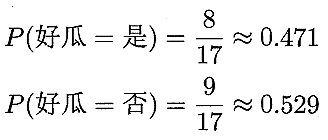 P(好瓜 = 是) = 8/17 ≈ 0.471
P(好瓜 = 否) = 9/17 ≈ 0.529